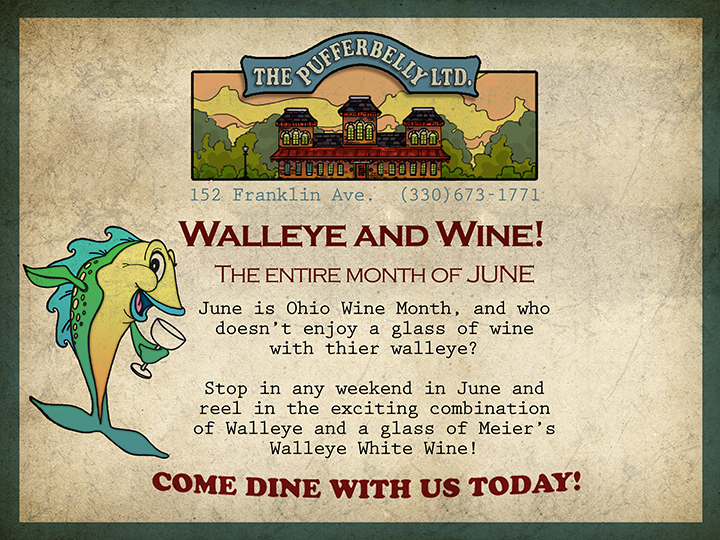 THE PUFFERBELLY LTD.
152 Franklin Ave. (330)673-1771
WALLEYE AND WINE!
THE ENTIRE MONTH OF JUNE
June is Ohio Wine Month, and who
doesn't enjoy a glass of wine
with thier walleye?
Stop in any weekend in June and
reel in the exciting combination
of Walleye and a glass of Meier's
Walleye White Wine!
COME DINE WITH US TODAY!